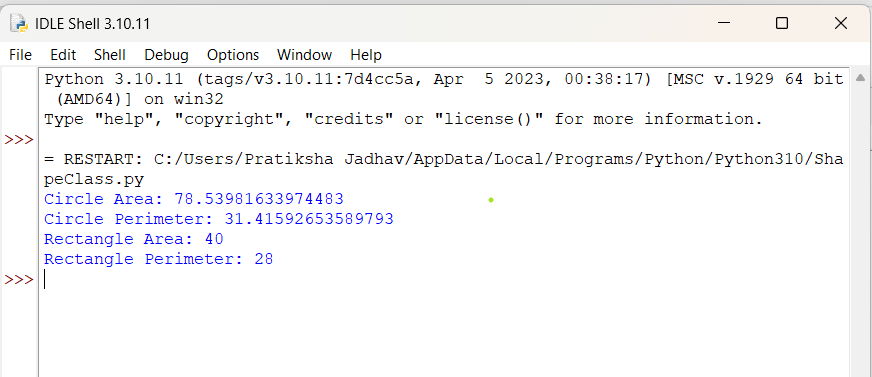 IDLE Shell 3.10.11
File Edit Shell Debug Options Window Help
Python 3.10.11 (tags/v3.10.11:7d4cc5a, Apr  5 2023, 00:38:17) [MSC v.1929 64 bit
(AMD64)] on win32
Type "help", "copyright", "credits" or "license()" for more information.
>>>
= RESTART: C:/Users/Pratiksha Jadhav/AppData/Local/Programs/Python/Python310/Sha
peClass.py
Circle Area: 78.53981633974483
Circle Perimeter: 31.41592653589793
Rectangle Area: 40
Rectangle Perimeter: 28
>>>